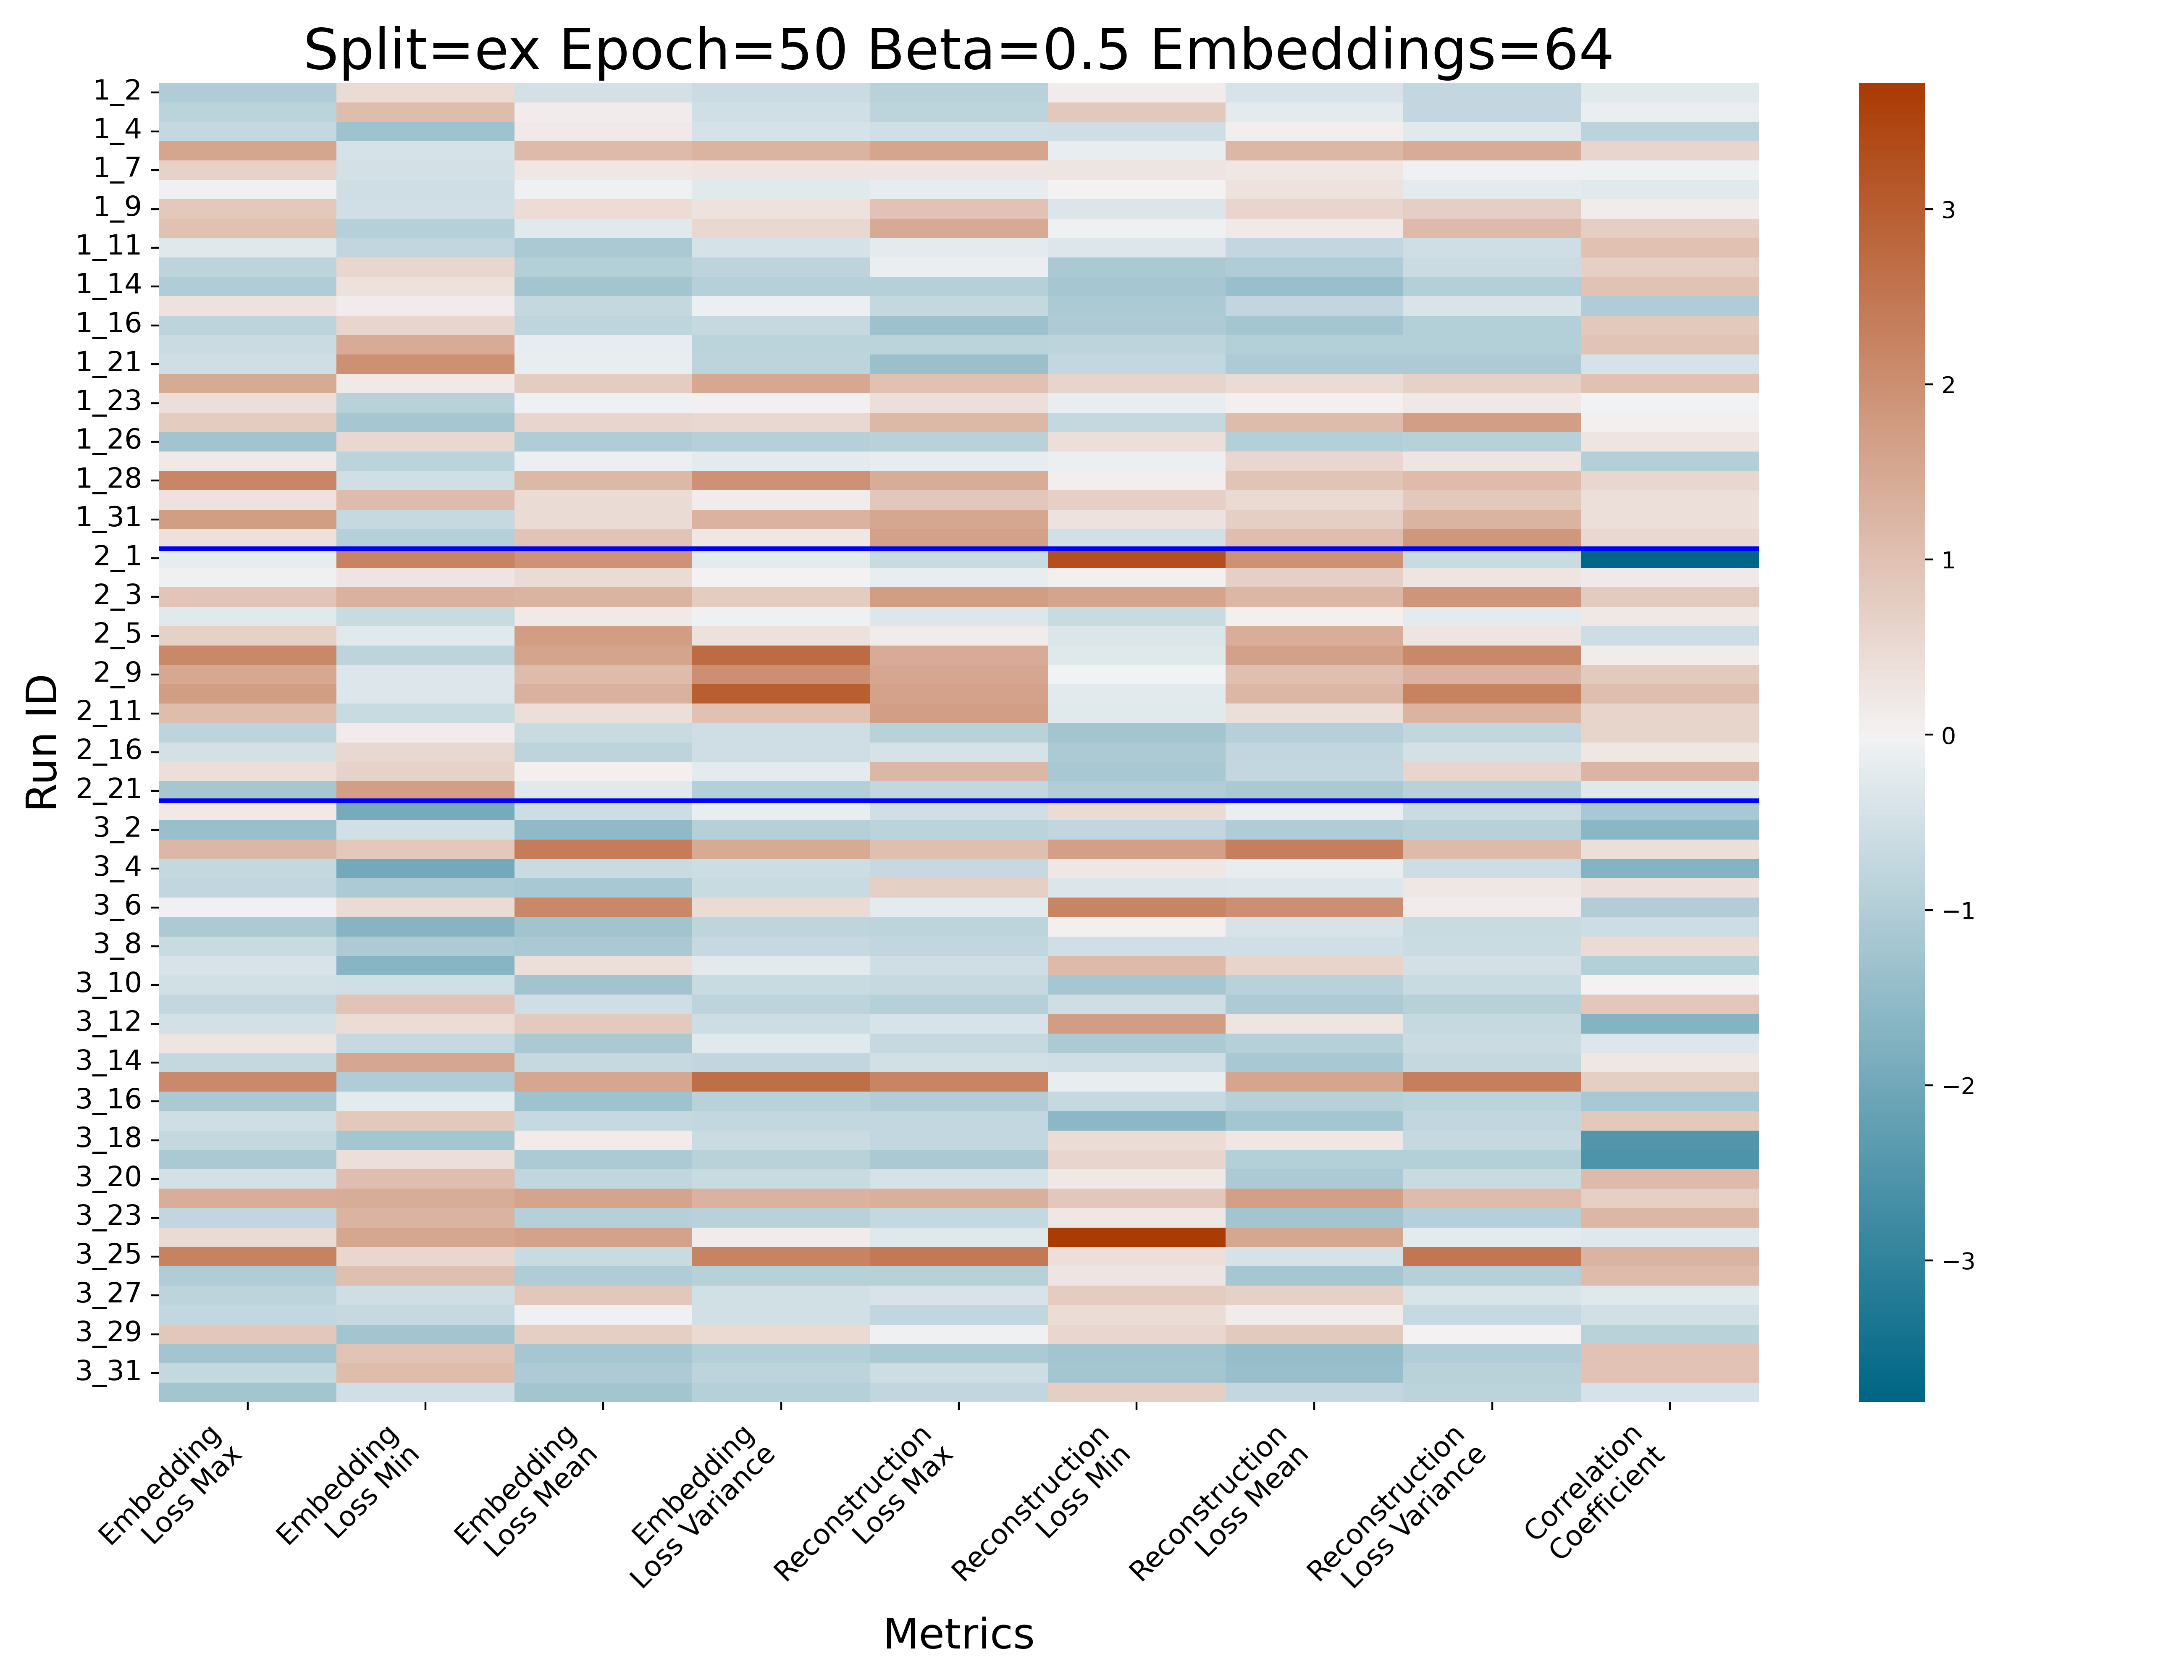 Split=ex Epoch=50 Beta=0.5 Embeddings=64
Run ID
1_2
1_4
1_7
1_9
1_11
1_14
1_16
1_21
1_23
1_26
1_28
1_31
2_1
2_3
2_5
2_9
2_11
2_16
2_21
3_2
3_4
3_6
3_8
3_10
3_12
3_14
3_16
3_18
3_20
3_23
3_25
3_27
3_29
3_31
3
2
1
0
−1
−2
−3
Embedding
Loss Max
Embedding
Loss Min
Embedding
Loss Mean
Embedding
Loss Variance
Reconstruction
Loss Max
Reconstruction
Loss Min
Reconstruction
Loss Mean
Reconstruction
Loss Variance
Correlation
Coefficient
Metrics